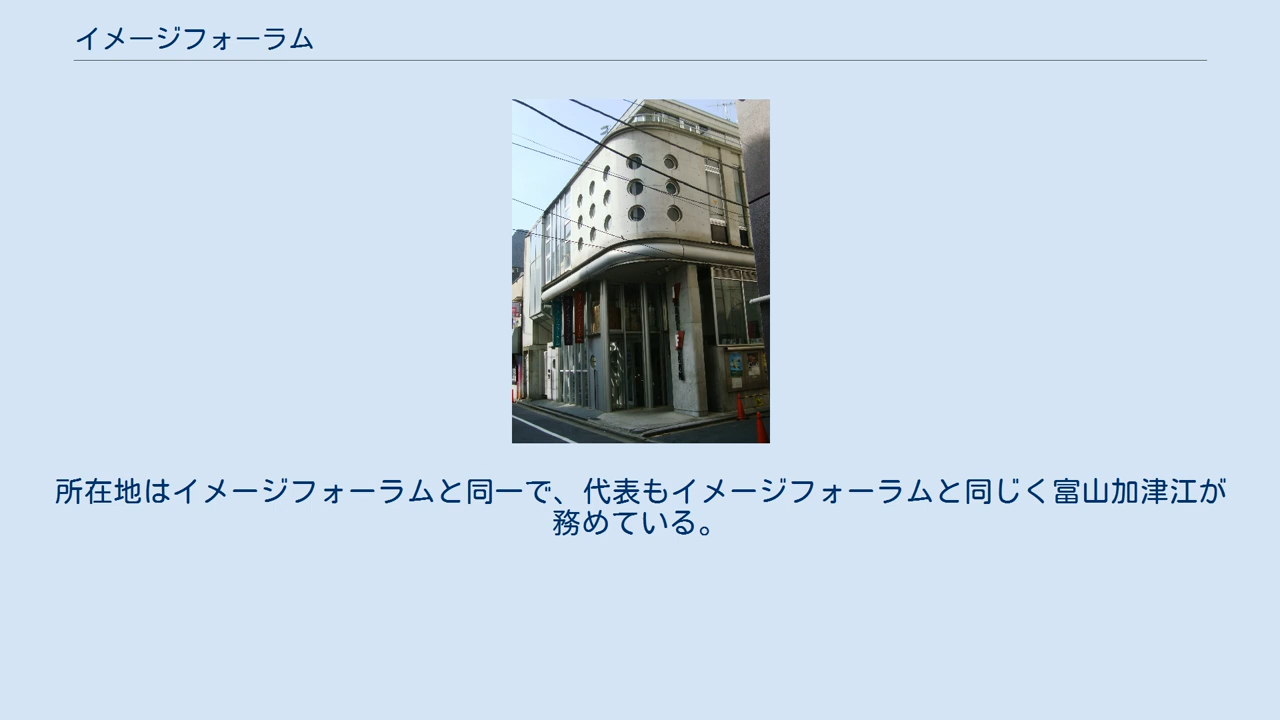 イメージフォーラム
所在地はイメージフォーラムと同一で、代表もイメージフォーラムと同じく富山加津江が
務めている。